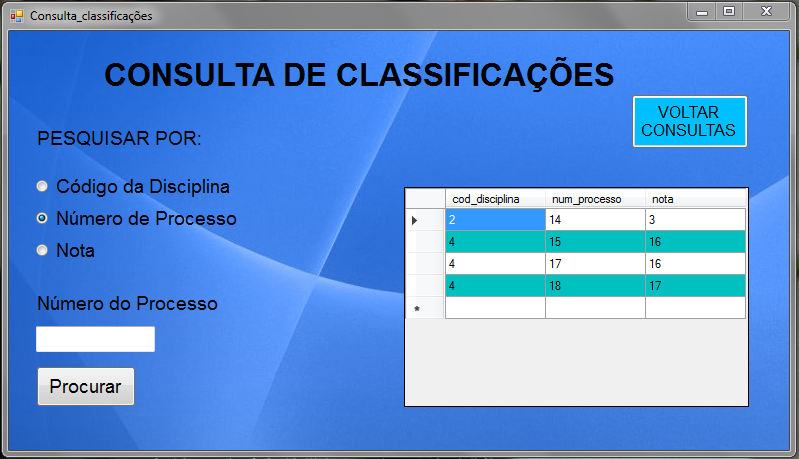 Consulta_classificações
CONSULTA DE CLASSIFICAÇÕES
VOLTAR
CONSULTAS
PESQUISAR POR:
Código da Disciplina
Número de Processo
Nota
Número do Processo
Procurar
cod_disciplina num_processo nota
2 14 3
4 15 16
4 17 16
4 18 17